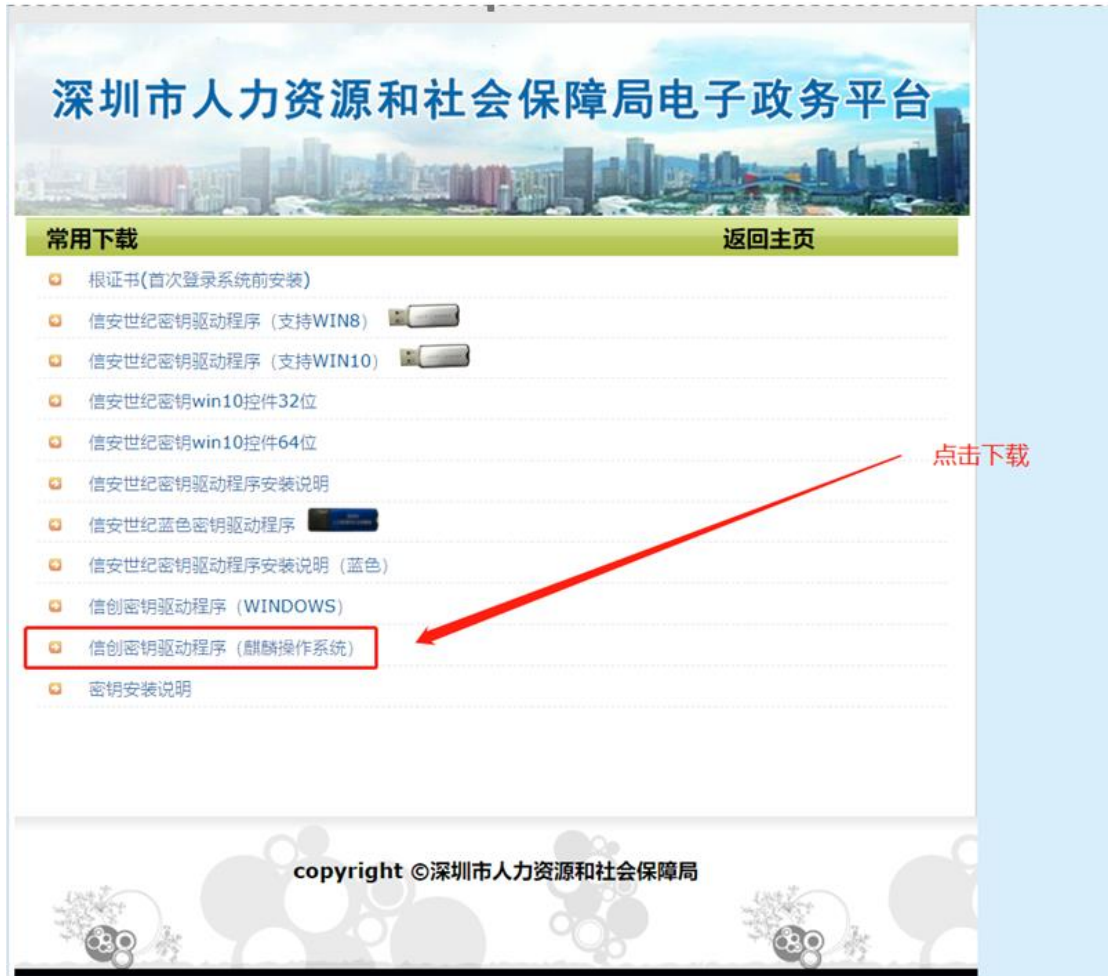 深圳市人力资源和社会保障局电子政务平台
常用下载 返回主页
根证书(首次登录系统前安装)
信安世纪密钥驱动程序（支持WIN8）
信安世纪密钥驱动程序（支持WIN10）
信安世纪密钥win10控件32位
信安世纪密钥win10控件64位
点击下载
信安世纪密钥驱动程序安装说明
信安世纪蓝色密钥驱动程序
信安世纪密钥驱动程序安装说明（蓝色）
信创密钥驱动程序（WINDOWS）
信创密钥驱动程序（麒麟操作系统）
密钥安装说明
copyright ©深圳市人力资源和社会保障局